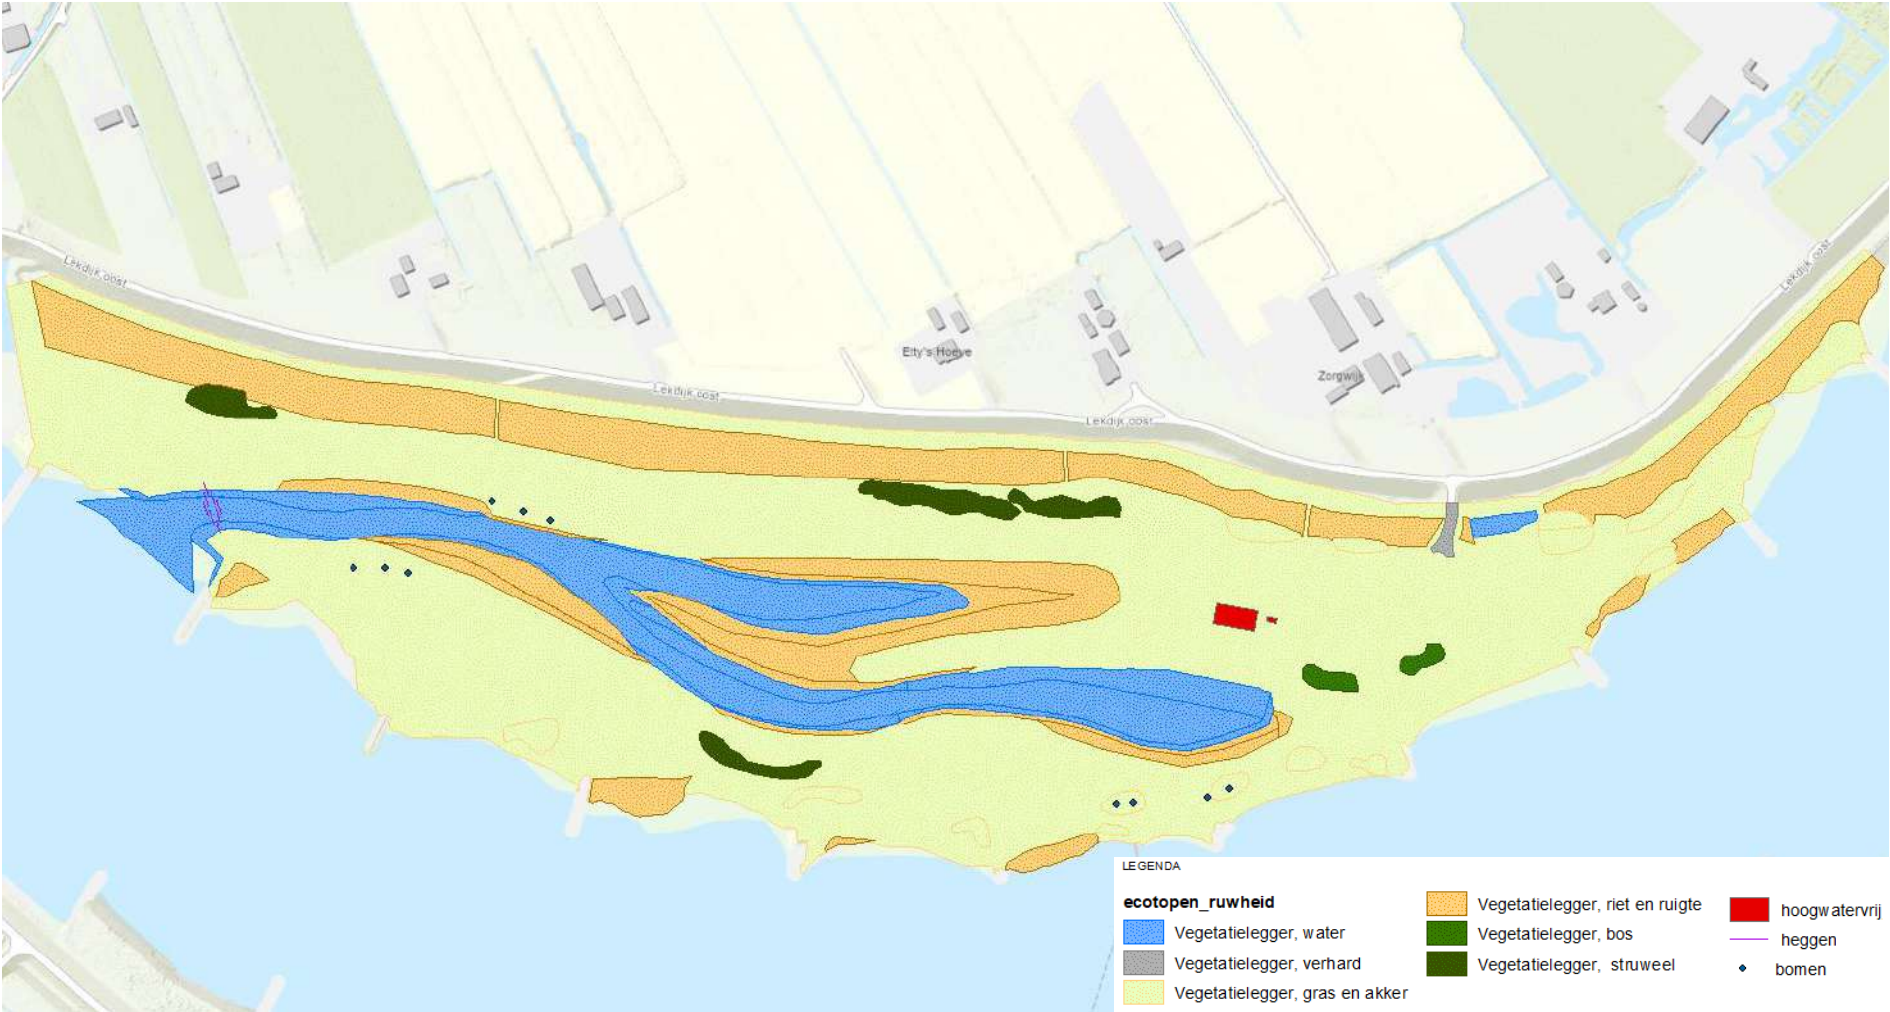 Lekdijk oost
Lekdijk oost
Etty's Hoeve
Zorgwijk
Lekdijk oost
Lekdijk oost
LEGENDA
ecotopen_ruwheid
Vegetatielegger, water
Vegetatielegger, verhard
Vegetatielegger, gras en akker
Vegetatielegger, riet en ruigte
Vegetatielegger, bos
Vegetatielegger, struweel
hoogwatervrij
heggen
bomen